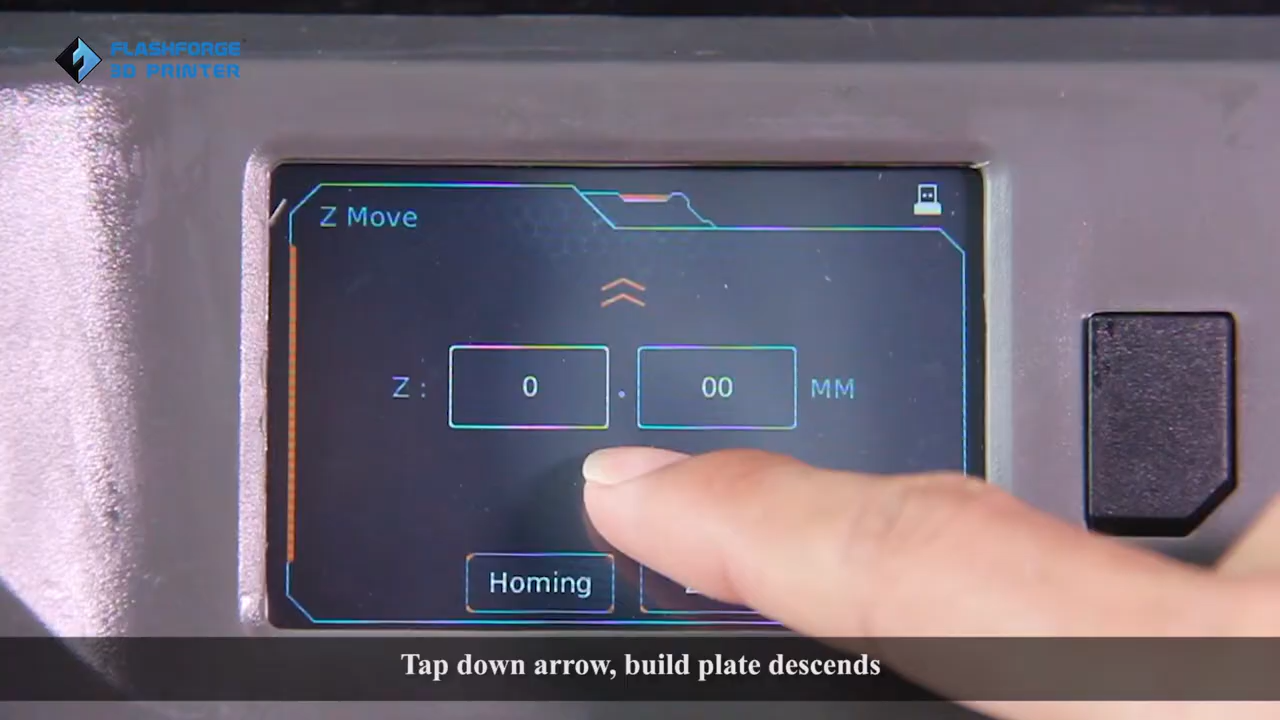 FLASHFORGE
3D PRINTER
Z Move
Z : 0 . 00 MM
Homing
Tap down arrow, build plate descends